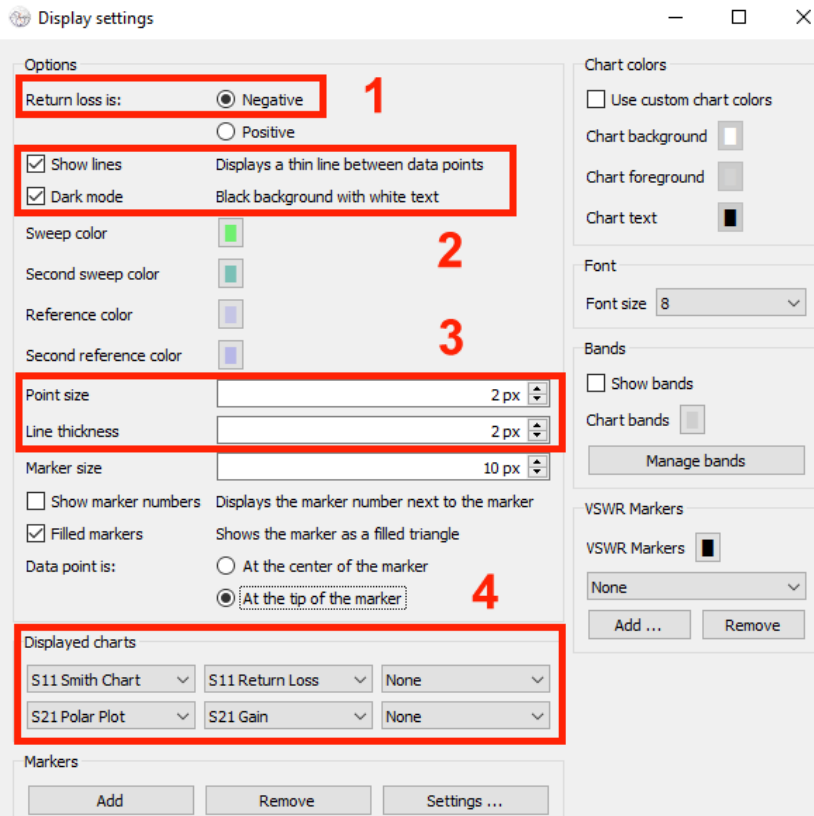 Display settings
Options
Return loss is: Negative
1
Positive
Show lines Displays a thin line between data points
Dark mode Black background with white text
2
Sweep color
Second sweep color
Reference color
3
Second reference color
Point size 2 px
Line thickness 2 px
Marker size 10 px
Show marker numbers Displays the marker number next to the marker
Filled markers Shows the marker as a filled triangle
Data point is: At the center of the marker
At the tip of the marker
4
Displayed charts
S11 Smith Chart S11 Return Loss None
S21 Polar Plot S21 Gain None
Markers
Add Remove Settings ...
Chart colors
Use custom chart colors
Chart background
Chart foreground
Chart text
Font
Font size 8
Bands
Show bands
Chart bands
Manage bands
VSWR Markers
VSWR Markers
None
Add ... Remove